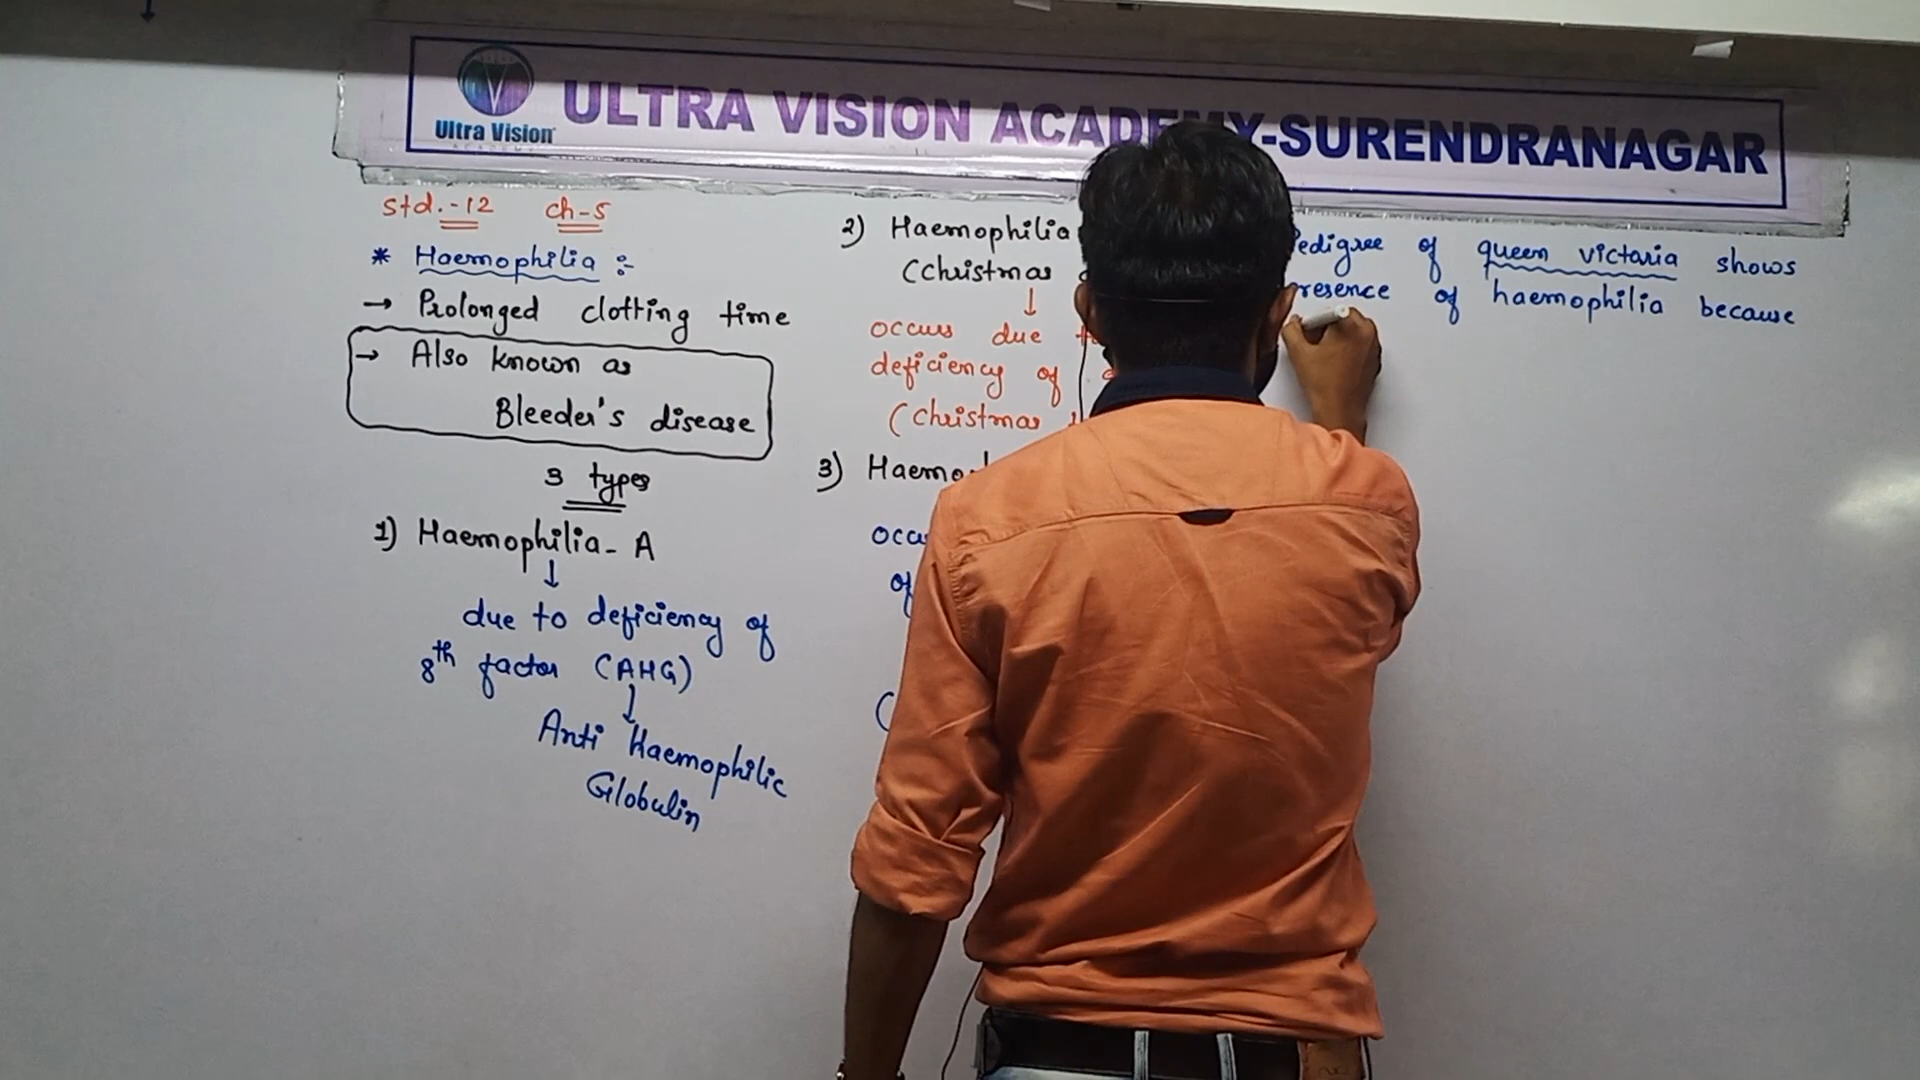 Ultra Vision
ULTRA VISION ACADEMY-SURENDRANAGAR
Std.-12 ch-5
* Haemophilia :-
→ Prolonged clotting time
→ Also known as
Bleeder's disease
3 types
1) Haemophilia - A
↓
due to deficiency of
8th factor (AHG)
↓
Anti Haemophilic
Globulin
2) Haemophilia
(Christmas
↓
occurs due
deficiency of
(Christmas
3) Haemo
occu
of
(
Pedigree of queen victaria shows
presence of haemophilia because